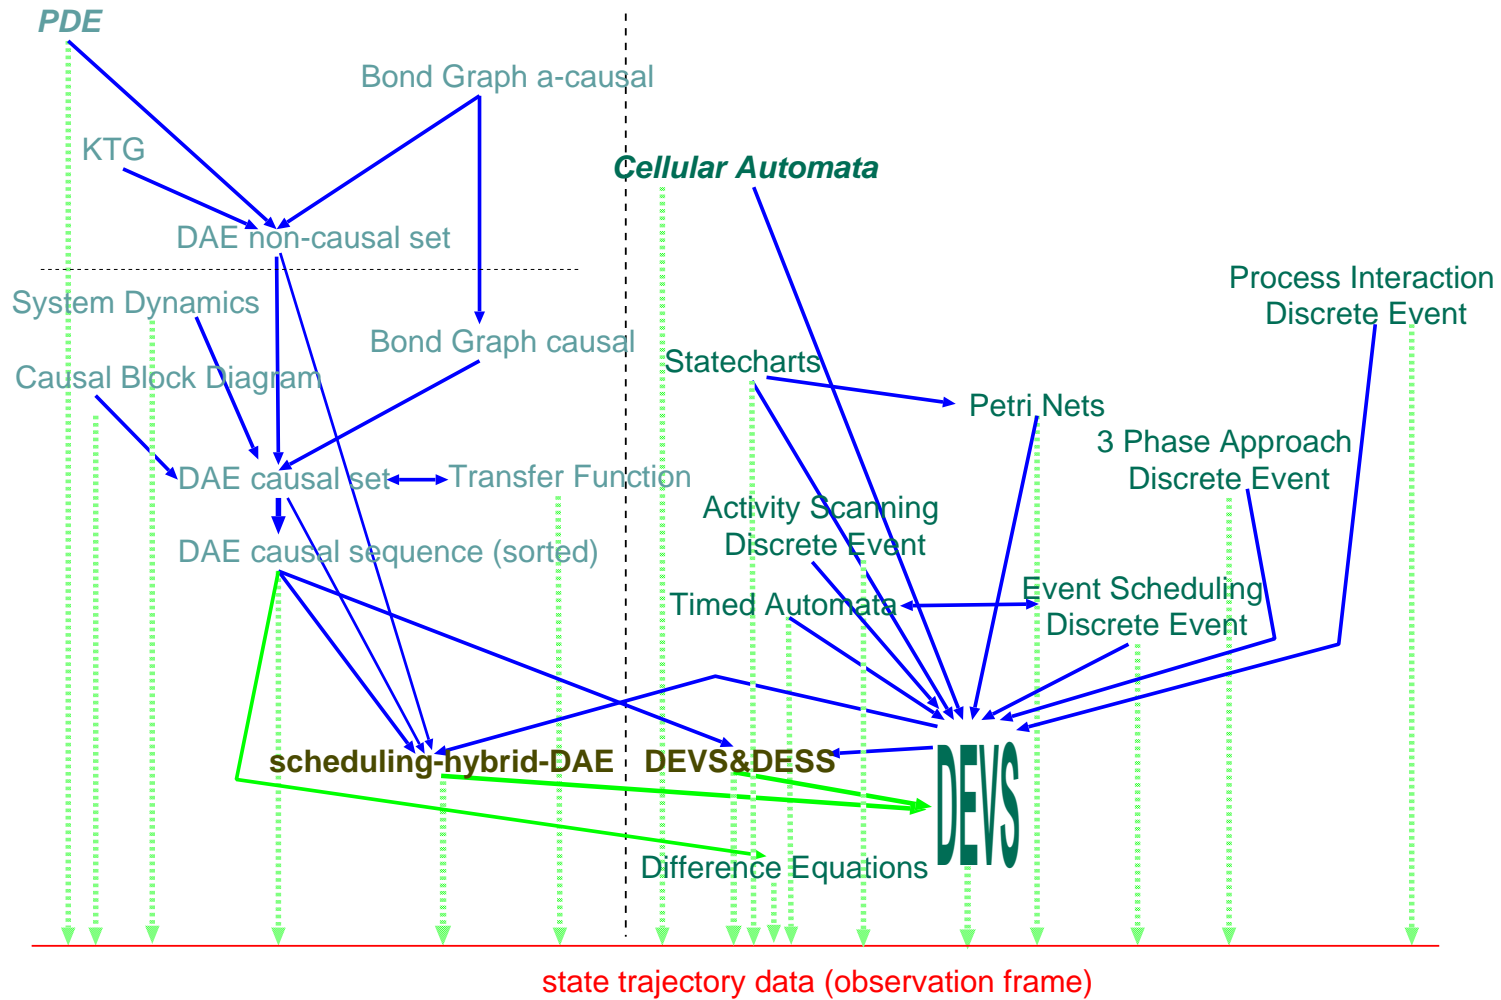 PDE
Bond Graph a-causal
KTG
Cellular Automata
DAE non-causal set
Process Interaction
Discrete Event
System Dynamics
Bond Graph causal
Statecharts
Causal Block Diagram
Petri Nets
3 Phase Approach
Discrete Event
DAE causal set
Transfer Function
Activity Scanning
Discrete Event
DAE causal sequence (sorted)
Timed Automata
Event Scheduling
Discrete Event
scheduling-hybrid-DAE
DEVS&DESS
DEVS
Difference Equations
state trajectory data (observation frame)